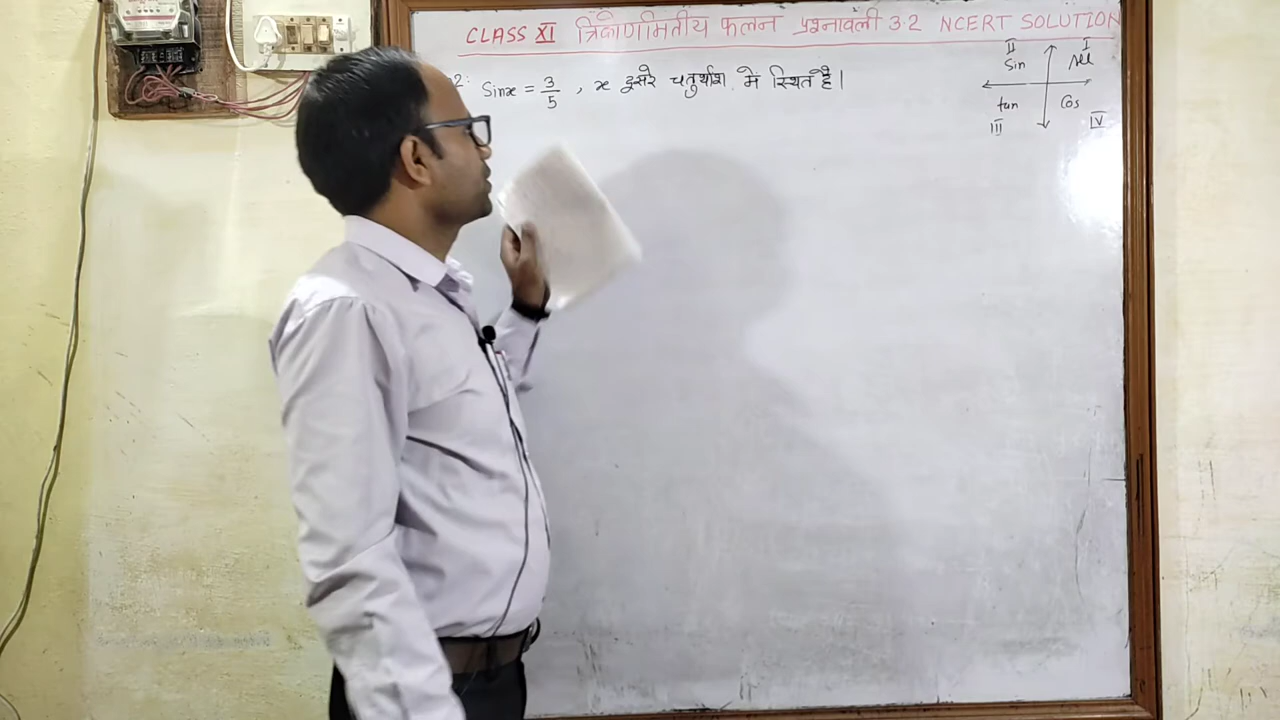 CLASS XI त्रिकोणमितीय फलन प्रश्नावली 3.2 NCERT SOLUTION
2: Sinx = 3/5 , x दूसरे चतुर्थांश में स्थित है।
II I
Sin All
tan Cos
III IV